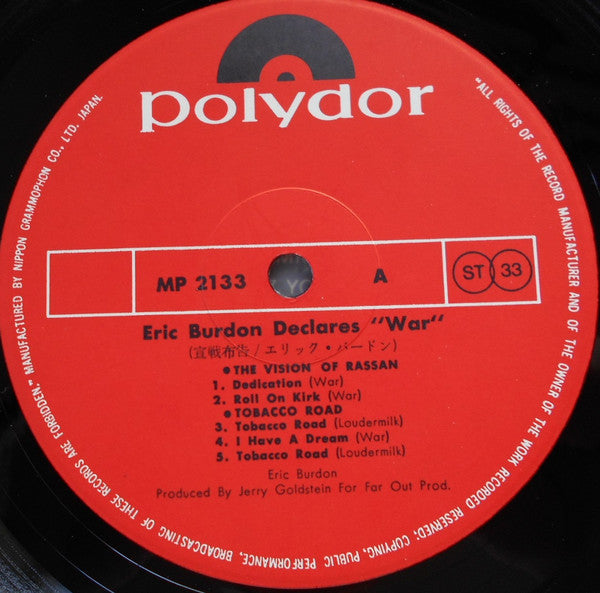 polydor
MP 2133
A
ST 33
Eric Burdon Declares "War"
(宣戦布告/エリック・バードン)
●THE VISION OF RASSAN
1. Dedication (War)
2. Roll On Kirk (War)
●TOBACCO ROAD
3. Tobacco Road (Loudermilk)
4. I Have A Dream (War)
5. Tobacco Road (Loudermilk)
Eric Burdon
Produced By Jerry Goldstein For Far Out Prod.
"ALL RIGHTS OF THE RECORD MANUFACTURER AND OF THE OWNER OF THE WORK RECORDED RESERVED; COPYING, PUBLIC PERFORMANCE, BROADCASTING OF THESE RECORDS ARE FORBIDDEN." MANUFACTURED BY NIPPON GRAMMOPHON CO., LTD. JAPAN.